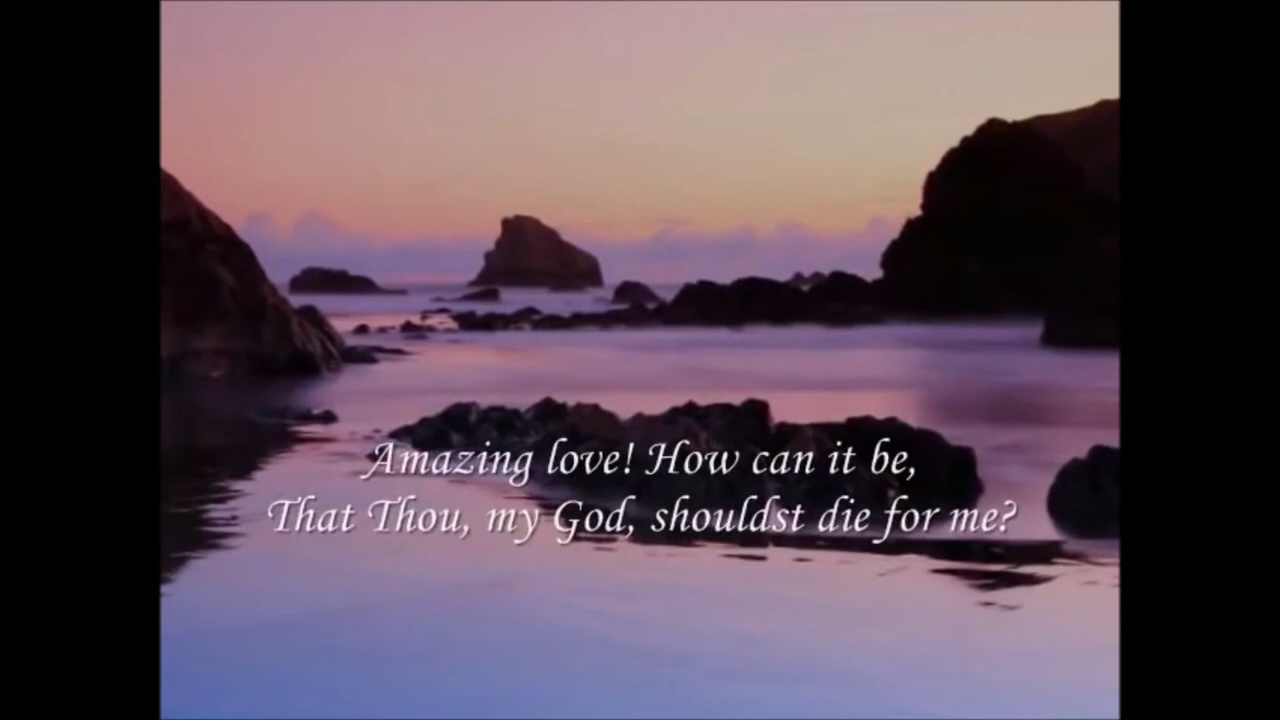 Amazing love! How can it be,
That Thou, my God, shouldst die for me?